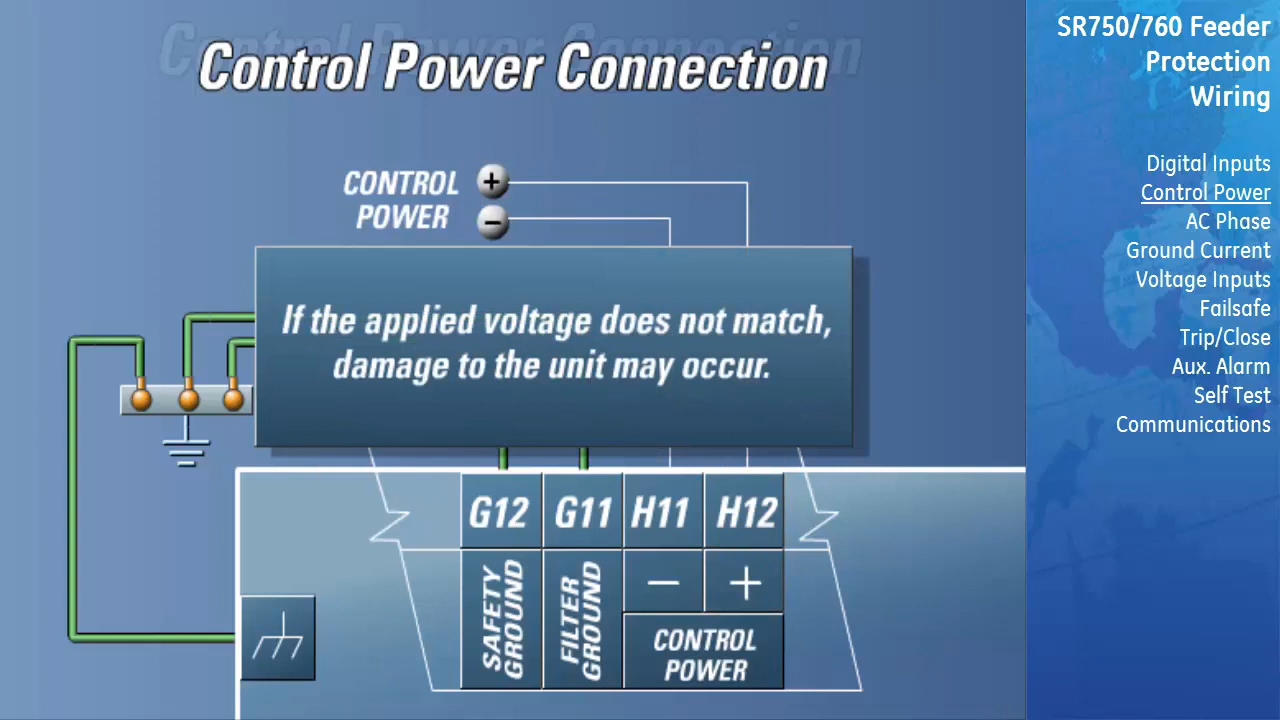 Control Power Connection
CONTROL
POWER
+
−
If the applied voltage does not match,
damage to the unit may occur.
G12
G11
H11
H12
SAFETY
GROUND
FILTER
GROUND
−
+
CONTROL
POWER
SR750/760 Feeder
Protection
Wiring
Digital Inputs
Control Power
AC Phase
Ground Current
Voltage Inputs
Failsafe
Trip/Close
Aux. Alarm
Self Test
Communications